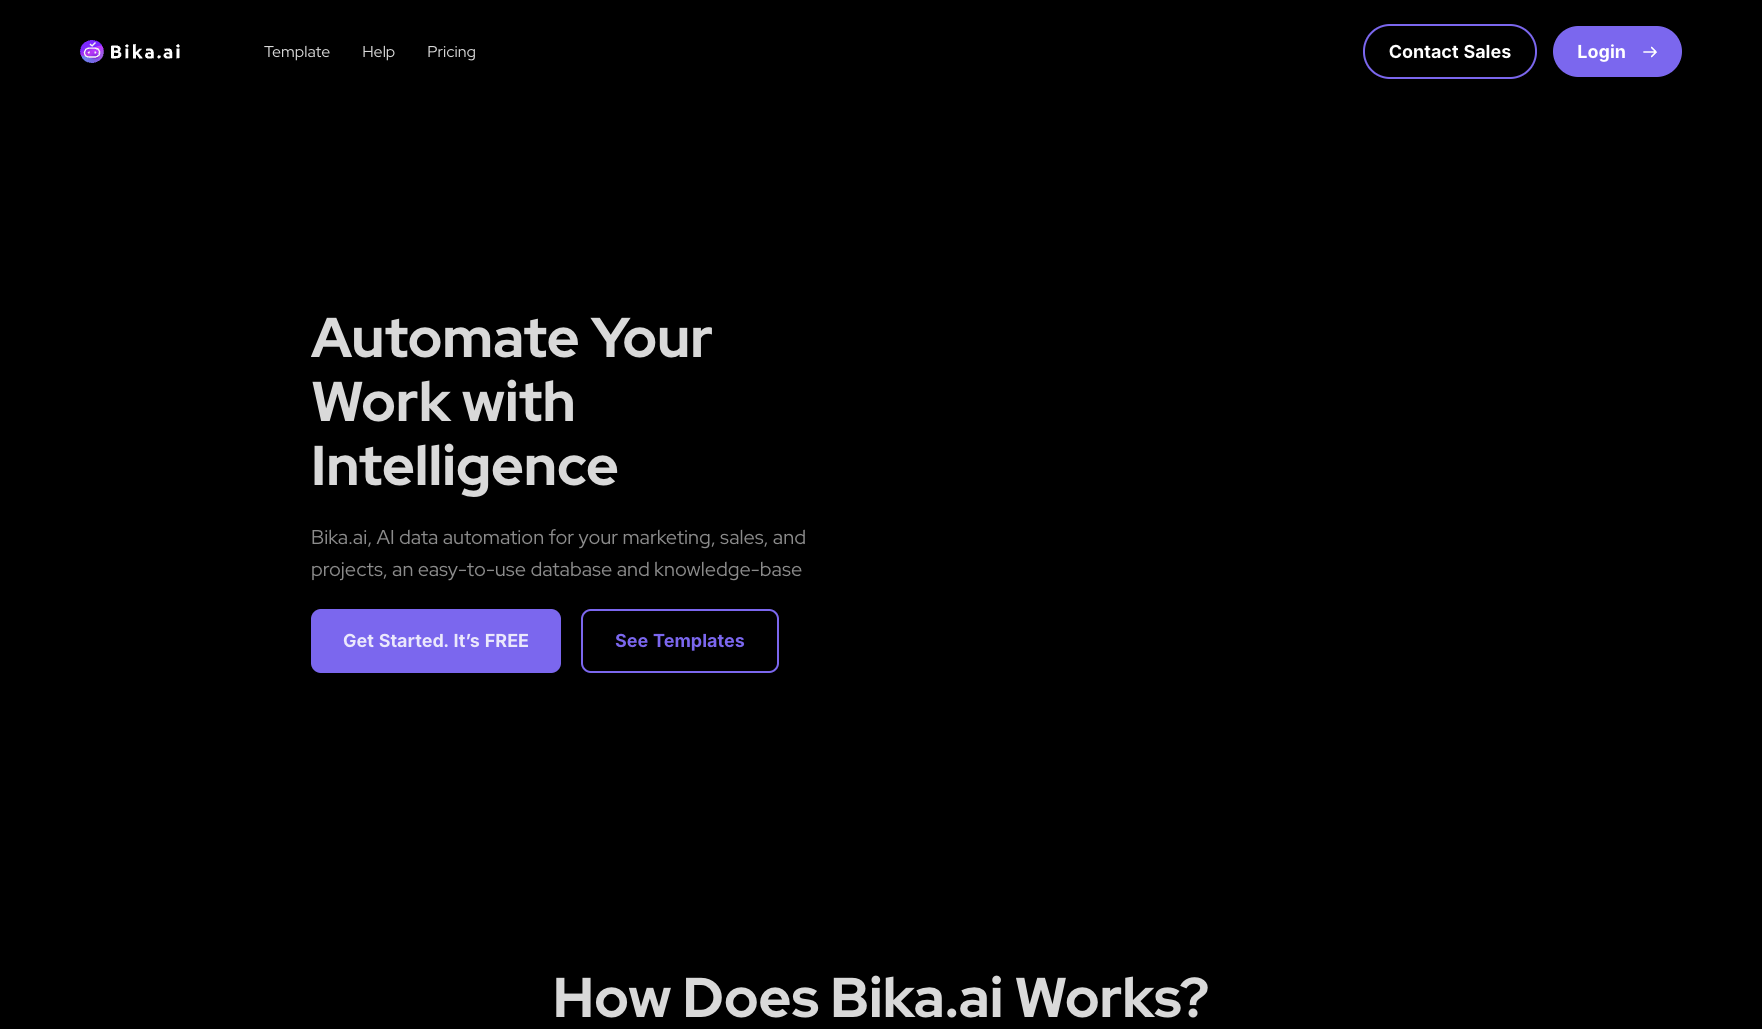 Bika.ai
Template
Help
Pricing
Contact Sales
Login
Automate Your
Work with
Intelligence
Bika.ai, AI data automation for your marketing, sales, and
projects, an easy-to-use database and knowledge-base
Get Started. It’s FREE
See Templates
How Does Bika.ai Works?